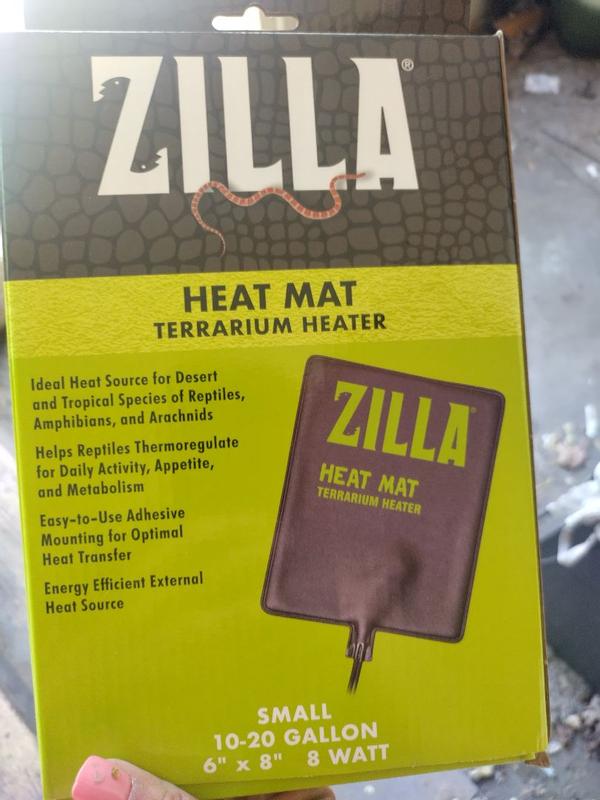 ZILLA®
HEAT MAT
TERRARIUM HEATER
Ideal Heat Source for Desert
and Tropical Species of Reptiles,
Amphibians, and Arachnids
Helps Reptiles Thermoregulate
for Daily Activity, Appetite,
and Metabolism
Easy-to-Use Adhesive
Mounting for Optimal
Heat Transfer
Energy Efficient External
Heat Source
ZILLA
HEAT MAT
TERRARIUM HEATER
SMALL
10-20 GALLON
6" x 8" 8 WATT